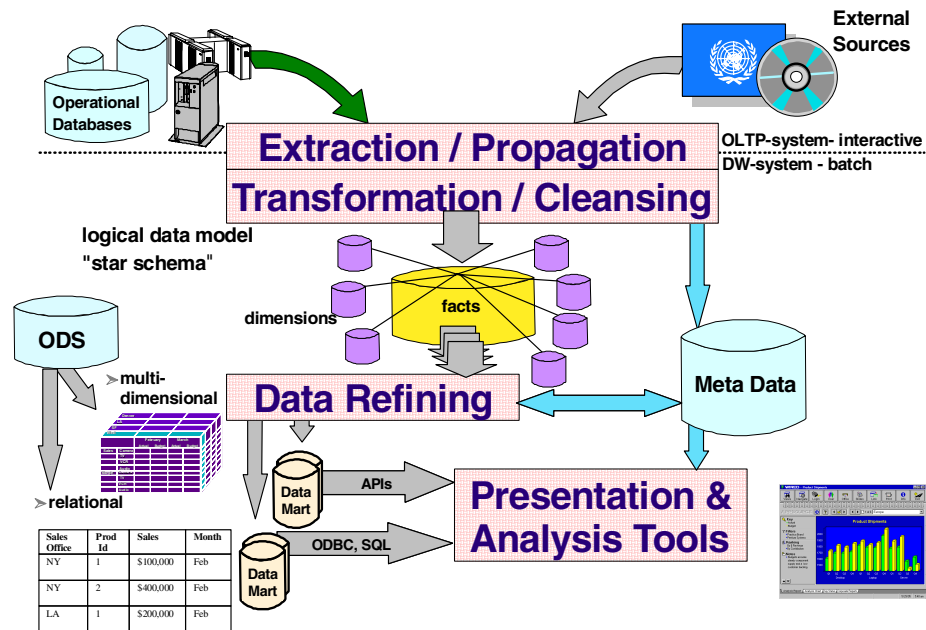 External
Sources
Operational
Databases
Extraction / Propagation
OLTP-system- interactive
DW-system - batch
Transformation / Cleansing
logical data model
"star schema"
facts
dimensions
ODS
Meta Data
➢multi-
dimensional
Data Refining
February March
Sales
➢relational
Data
Mart
APIs
Presentation &
Analysis Tools
ODBC, SQL
Data
Mart
Sales Office Prod Id Sales Month
NY 1 $100,000 Feb
NY 2 $400,000 Feb
LA 1 $200,000 Feb
Product Shipments